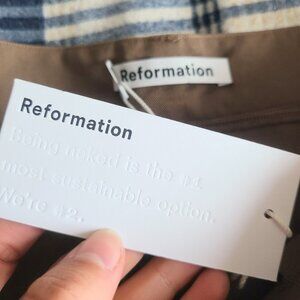 Reformation
Reformation
Being naked is the #1
most sustainable option.
We're #2.